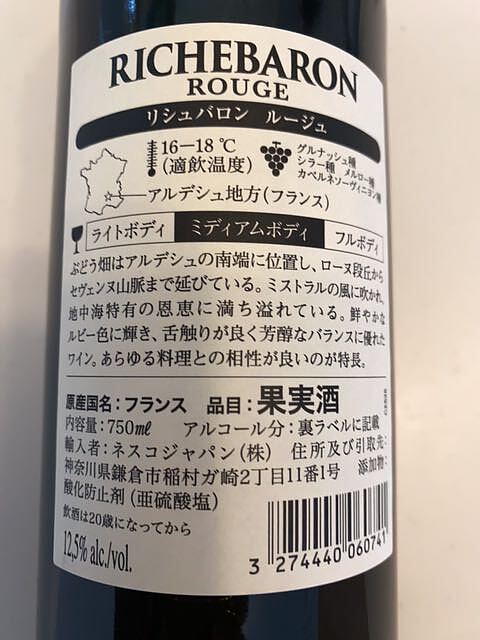 RICHEBARON
ROUGE
リシュバロン ルージュ
16–18℃
(適飲温度)
グルナッシュ種
シラー種 メルロー種
カベルネソーヴィニヨン種
アルデシュ地方(フランス)
ライトボディ ミディアムボディ フルボディ
ぶどう畑はアルデシュの南端に位置し、ローヌ段丘から
セヴェンヌ山脈まで延びている。ミストラルの風に吹かれ、
地中海特有の恩恵に満ち溢れている。鮮やかな
ルビー色に輝き、舌触りが良く芳醇なバランスに優れた
ワイン。あらゆる料理との相性が良いのが特長。
原産国名:フランス 品目:果実酒
内容量:750ml アルコール分:裏ラベルに記載
輸入者:ネスコジャパン(株) 住所及び引取先:
神奈川県鎌倉市稲村ガ崎2丁目11番1号 添加物:
酸化防止剤(亜硫酸塩)
飲酒は20歳になってから
12,5% alc./vol.
3 274440 060741